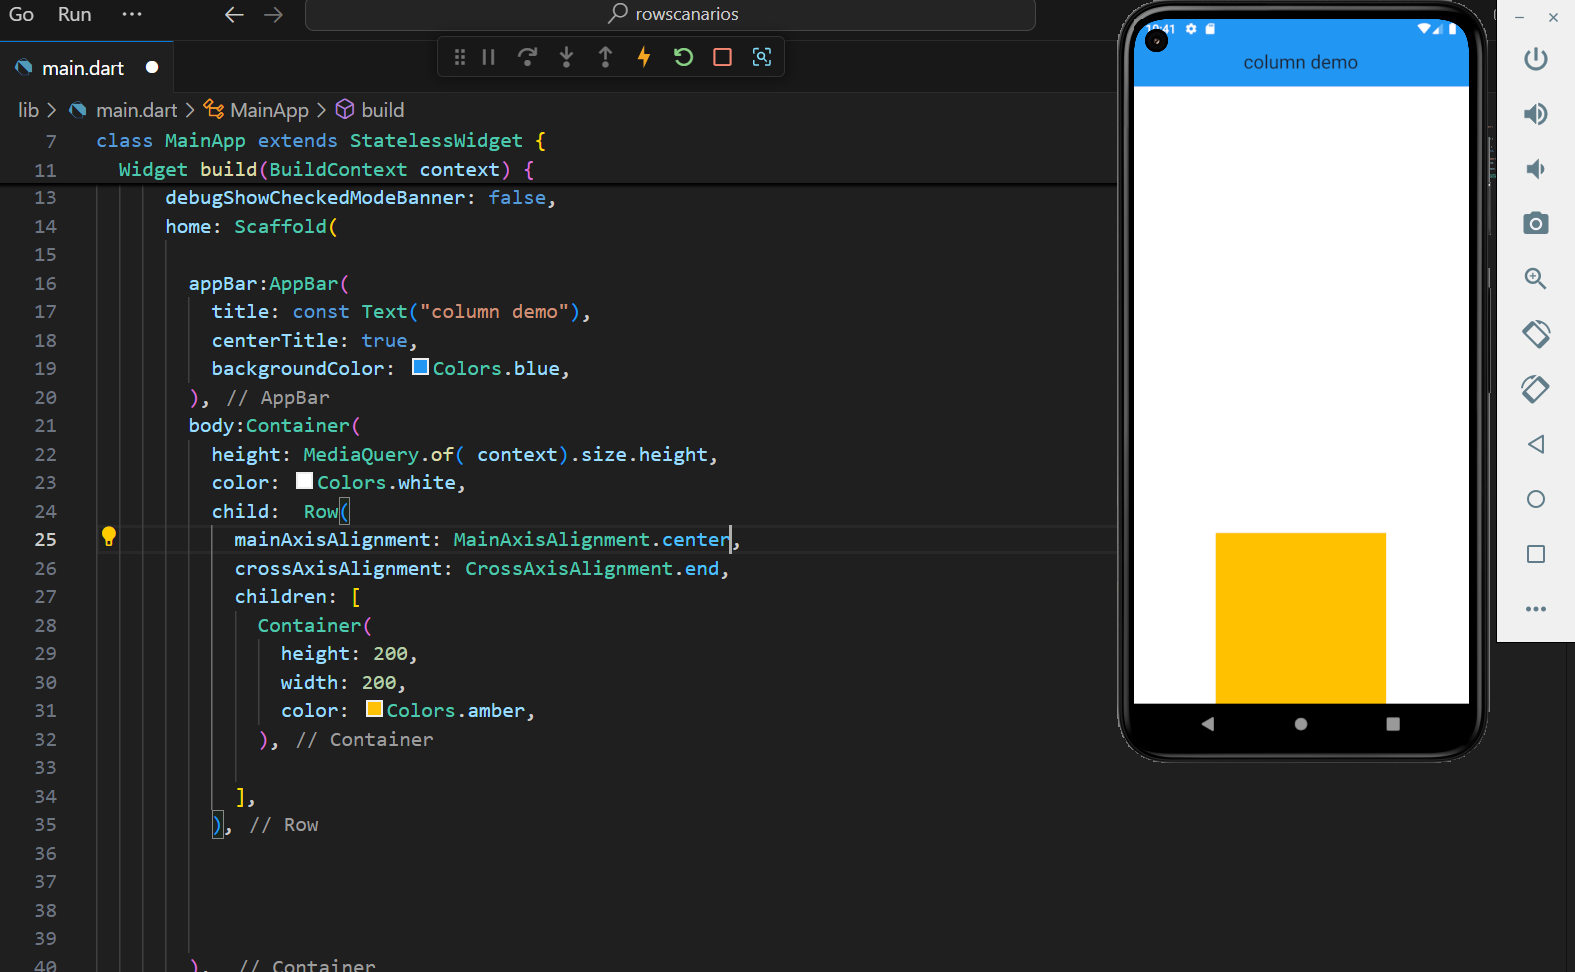 Go Run ··· rowscanarios
main.dart
lib > main.dart > MainApp > build
7 class MainApp extends StatelessWidget {
11 Widget build(BuildContext context) {
13 debugShowCheckedModeBanner: false,
14 home: Scaffold(
15
16 appBar:AppBar(
17 title: const Text("column demo"),
18 centerTitle: true,
19 backgroundColor: Colors.blue,
20 ), // AppBar
21 body:Container(
22 height: MediaQuery.of( context).size.height,
23 color: Colors.white,
24 child:  Row(
25 mainAxisAlignment: MainAxisAlignment.center,
26 crossAxisAlignment: CrossAxisAlignment.end,
27 children: [
28 Container(
29 height: 200,
30 width: 200,
31 color: Colors.amber,
32 ), // Container
33
34 ],
35 ), // Row
36
37
38
39
40 ), // Container
column demo